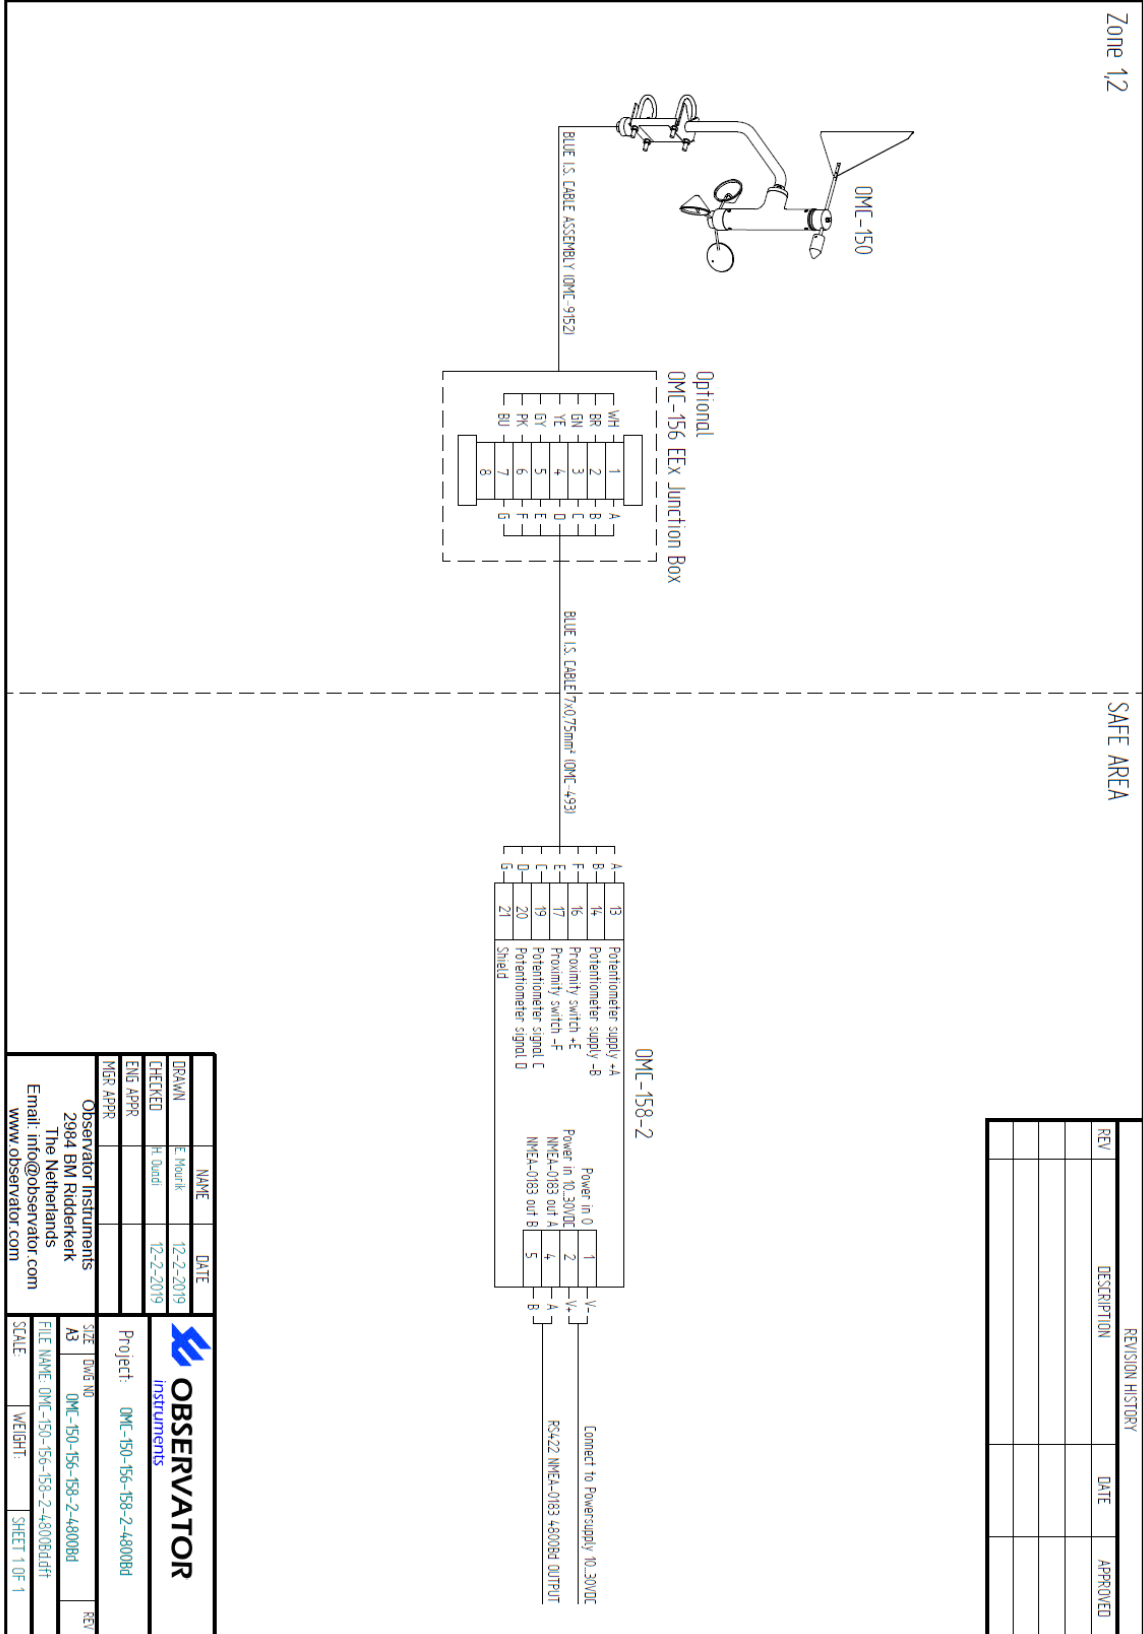 Zone 1,2
SAFE AREA
OMC-150
BLUE I.S. CABLE ASSEMBLY (OMC-9152)
Optional
OMC-156 EEx Junction Box
WH 1 A
BR 2 B
GN 3 C
YE 4 D
GY 5 E
PK 6 F
BU 7 G
8
BLUE I.S. CABLE 7x0,75mm² (OMC-493)
OMC-158-2
A 13 Potentiometer supply +A
B 14 Potentiometer supply -B
F 16 Proximity switch +E
E 17 Proximity switch -F
C 19 Potentiometer signal C
D 20 Potentiometer signal D
G 21 Shield
Power in 0 1 V-
Power in 10..30VDC 2 V+
NMEA-0183 out A 4 A
NMEA-0183 out B 5 B
Connect to Powersupply 10..30VDC
RS422 NMEA-0183 4800Bd OUTPUT
REVISION HISTORY
REV DESCRIPTION DATE APPROVED
NAME DATE
DRAWN E. Mourik 12-2-2019
CHECKED H. Oundi 12-2-2019
ENG APPR
MGR APPR
Observator Instruments
2984 BM Ridderkerk
The Netherlands
Email: info@observator.com
www.observator.com
OBSERVATOR
instruments
Project: OMC-150-156-158-2-4800Bd
SIZE DWG NO REV
A3 OMC-150-156-158-2-4800Bd
FILE NAME: OMC-150-156-158-2-4800Bd.dft
SCALE: WEIGHT: SHEET 1 OF 1